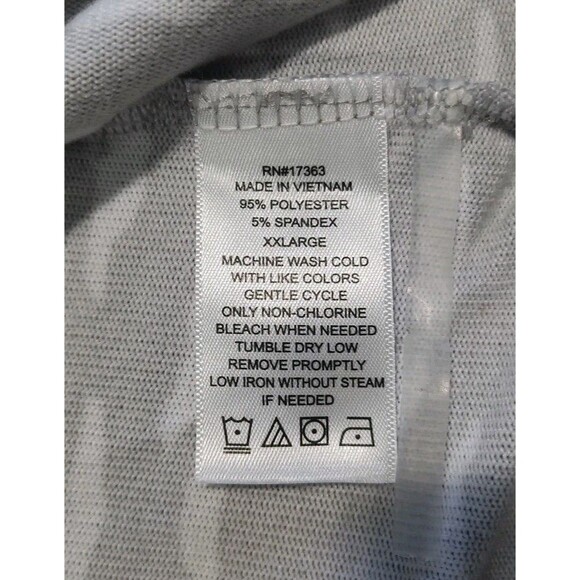 RN#17363
MADE IN VIETNAM
95% POLYESTER
5% SPANDEX
XXLARGE
MACHINE WASH COLD
WITH LIKE COLORS
GENTLE CYCLE
ONLY NON-CHLORINE
BLEACH WHEN NEEDED
TUMBLE DRY LOW
REMOVE PROMPTLY
LOW IRON WITHOUT STEAM
IF NEEDED